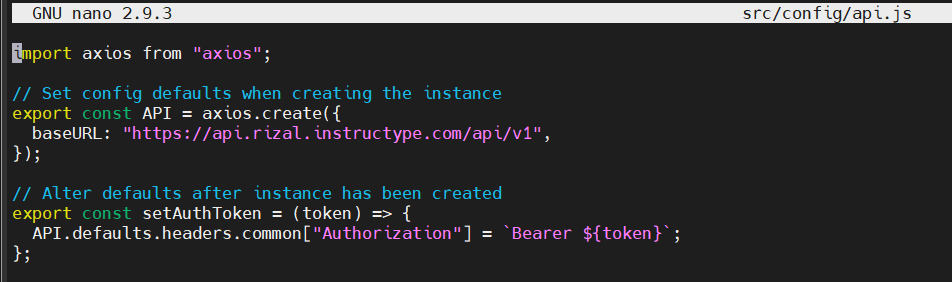 GNU nano 2.9.3 src/config/api.js
import axios from "axios";
// Set config defaults when creating the instance
export const API = axios.create({
  baseURL: "https://api.rizal.instructype.com/api/v1",
});
// Alter defaults after instance has been created
export const setAuthToken = (token) => {
  API.defaults.headers.common["Authorization"] = `Bearer ${token}`;
};